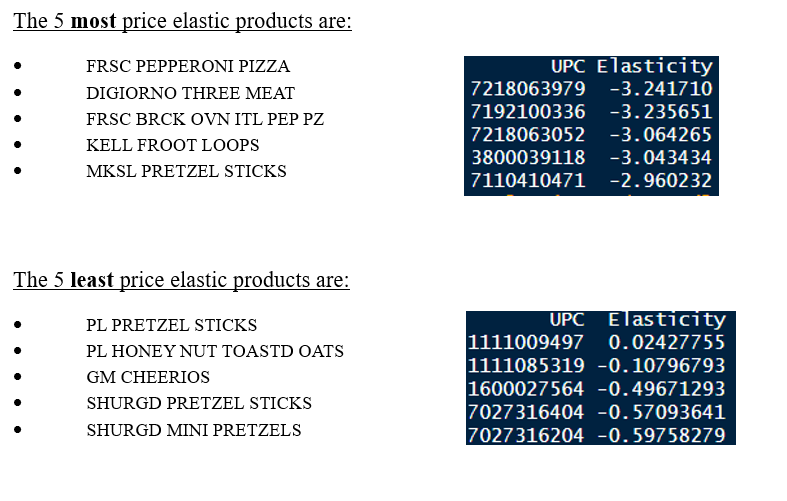 The 5 most price elastic products are:
• FRSC PEPPERONI PIZZA
• DIGIORNO THREE MEAT
• FRSC BRCK OVN ITL PEP PZ
• KELL FROOT LOOPS
• MKSL PRETZEL STICKS
UPC Elasticity
7218063979 -3.241710
7192100336 -3.235651
7218063052 -3.064265
3800039118 -3.043434
7110410471 -2.960232
The 5 least price elastic products are:
• PL PRETZEL STICKS
• PL HONEY NUT TOASTD OATS
• GM CHEERIOS
• SHURGD PRETZEL STICKS
• SHURGD MINI PRETZELS
UPC Elasticity
1111009497 0.02427755
1111085319 -0.10796793
1600027564 -0.49671293
7027316404 -0.57093641
7027316204 -0.59758279